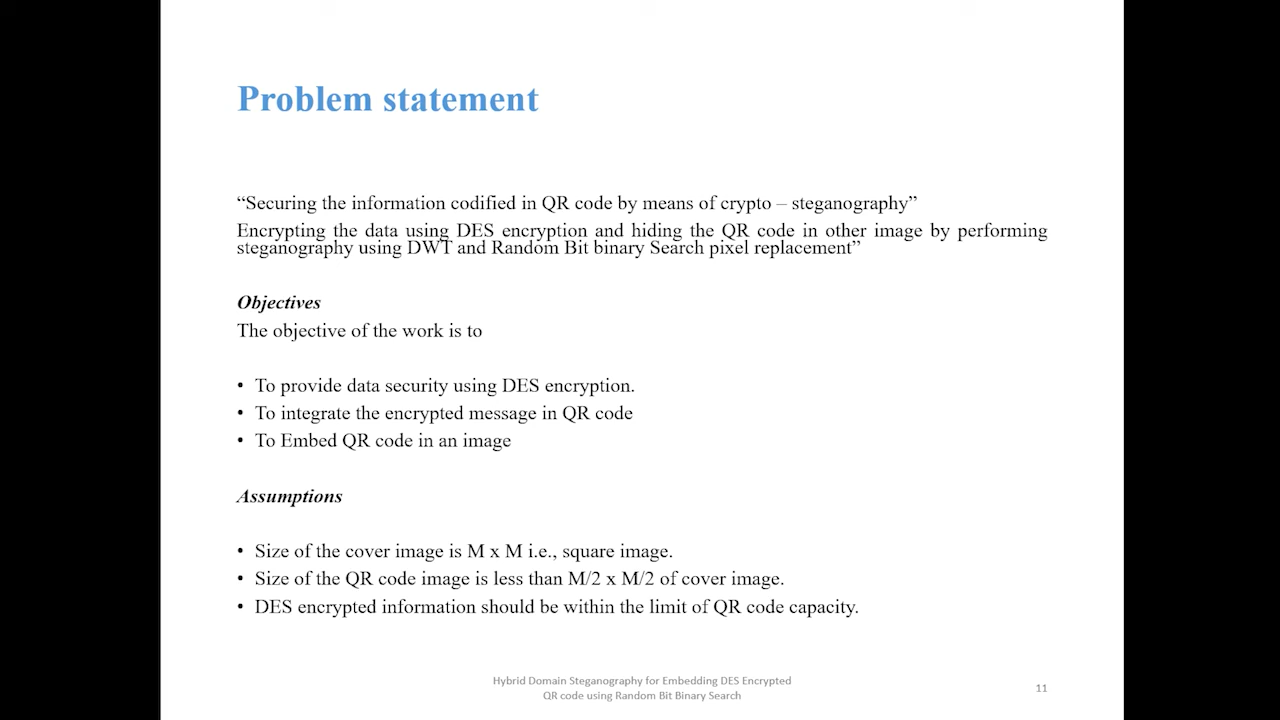 Problem statement
“Securing the information codified in QR code by means of crypto – steganography”
Encrypting the data using DES encryption and hiding the QR code in other image by performing
steganography using DWT and Random Bit binary Search pixel replacement”
Objectives
The objective of the work is to
• To provide data security using DES encryption.
• To integrate the encrypted message in QR code
• To Embed QR code in an image
Assumptions
• Size of the cover image is M x M i.e., square image.
• Size of the QR code image is less than M/2 x M/2 of cover image.
• DES encrypted information should be within the limit of QR code capacity.
Hybrid Domain Steganography for Embedding DES Encrypted
QR code using Random Bit Binary Search
11